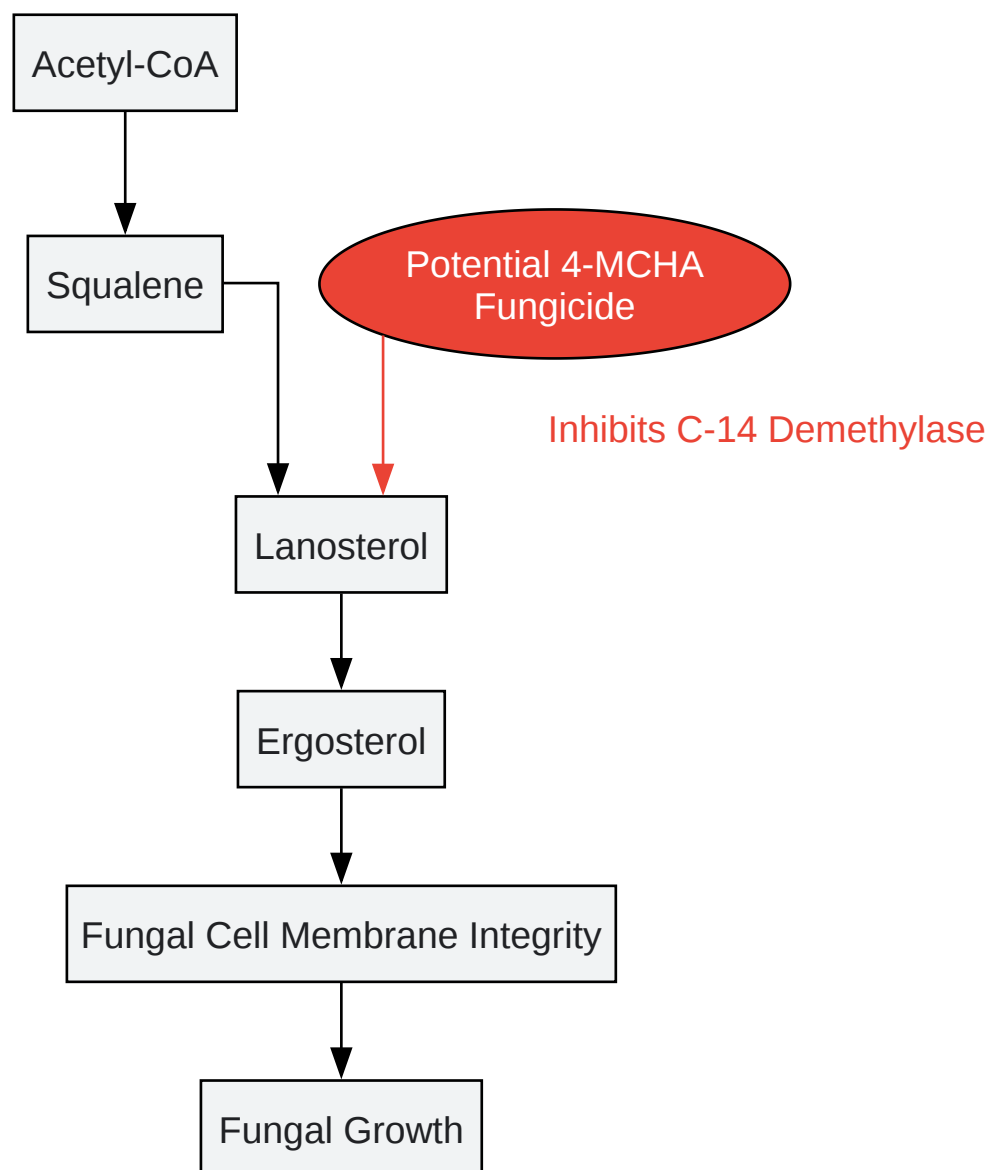 Acetyl-CoA
Squalene
Potential 4-MCHA
Fungicide
Inhibits C-14 Demethylase
Lanosterol
Ergosterol
Fungal Cell Membrane Integrity
Fungal Growth